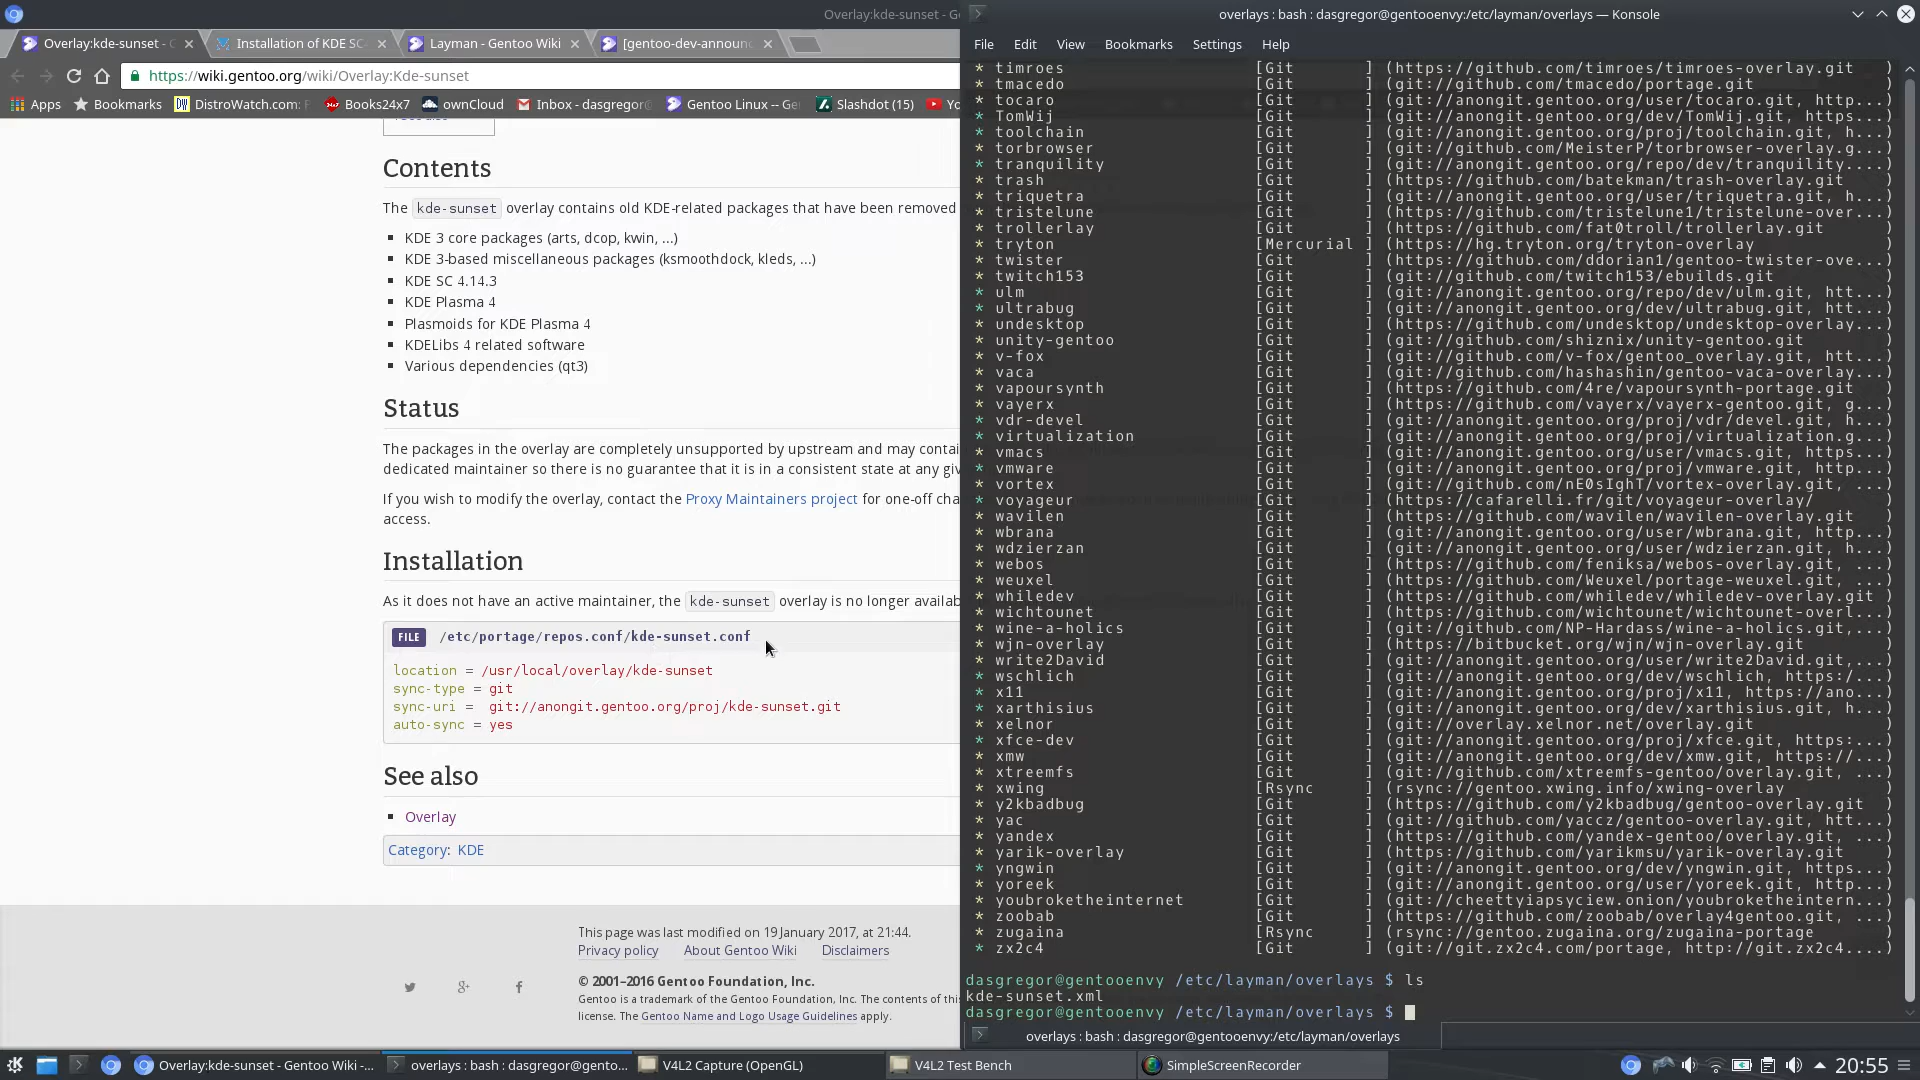 Overlay:kde-sunset - Ge
overlays : bash : dasgregor@gentooenvy:/etc/layman/overlays — Konsole
Overlay:kde-sunset -
Installation of KDE SC
Layman - Gentoo Wiki
[gentoo-dev-announ
File Edit View Bookmarks Settings Help
https://wiki.gentoo.org/wiki/Overlay:Kde-sunset
Apps Bookmarks DistroWatch.com: Books24x7 ownCloud Inbox - dasgregor@ Gentoo Linux -- Ge Slashdot (15) Yo
Contents
The kde-sunset overlay contains old KDE-related packages that have been removed
KDE 3 core packages (arts, dcop, kwin, ...)
KDE 3-based miscellaneous packages (ksmoothdock, kleds, ...)
KDE SC 4.14.3
KDE Plasma 4
Plasmoids for KDE Plasma 4
KDELibs 4 related software
Various dependencies (qt3)
Status
The packages in the overlay are completely unsupported by upstream and may contai
dedicated maintainer so there is no guarantee that it is in a consistent state at any giv
If you wish to modify the overlay, contact the Proxy Maintainers project for one-off cha
access.
Installation
As it does not have an active maintainer, the kde-sunset overlay is no longer availab
FILE /etc/portage/repos.conf/kde-sunset.conf
location = /usr/local/overlay/kde-sunset
sync-type = git
sync-uri =  git://anongit.gentoo.org/proj/kde-sunset.git
auto-sync = yes
See also
Overlay
Category: KDE
This page was last modified on 19 January 2017, at 21:44.
Privacy policy About Gentoo Wiki Disclaimers
© 2001–2016 Gentoo Foundation, Inc.
Gentoo is a trademark of the Gentoo Foundation, Inc. The contents of this
license. The Gentoo Name and Logo Usage Guidelines apply.
* timroes [Git ] (https://github.com/timroes/timroes-overlay.git )
* tmacedo [Git ] (https://github.com/tmacedo/portage.git )
* tocaro [Git ] (git://anongit.gentoo.org/user/tocaro.git, http...)
* TomWij [Git ] (git://anongit.gentoo.org/dev/TomWij.git, https...)
* toolchain [Git ] (git://anongit.gentoo.org/proj/toolchain.git, h...)
* torbrowser [Git ] (git://github.com/MeisterP/torbrowser-overlay.g...)
* tranquility [Git ] (git://anongit.gentoo.org/repo/dev/tranquility....)
* trash [Git ] (https://github.com/batekman/trash-overlay.git )
* triquetra [Git ] (git://anongit.gentoo.org/user/triquetra.git, h...)
* tristelune [Git ] (https://github.com/tristelune1/tristelune-over...)
* trollerlay [Git ] (https://github.com/fat0troll/trollerlay.git )
* tryton [Mercurial ] (https://hg.tryton.org/tryton-overlay )
* twister [Git ] (https://github.com/ddorian1/gentoo-twister-ove...)
* twitch153 [Git ] (https://github.com/twitch153/ebuilds.git )
* ulm [Git ] (git://anongit.gentoo.org/repo/dev/ulm.git, htt...)
* ultrabug [Git ] (git://anongit.gentoo.org/dev/ultrabug.git, htt...)
* undesktop [Git ] (https://github.com/undesktop/undesktop-overlay...)
* unity-gentoo [Git ] (https://github.com/shiznix/unity-gentoo.git )
* v-fox [Git ] (https://github.com/v-fox/gentoo_overlay.git, htt...)
* vaca [Git ] (https://github.com/hashashin/gentoo-vaca-overlay...)
* vapoursynth [Git ] (https://github.com/4re/vapoursynth-portage.git )
* vayerx [Git ] (https://github.com/vayerx/vayerx-gentoo.git, g...)
* vdr-devel [Git ] (git://anongit.gentoo.org/proj/vdr/devel.git, h...)
* virtualization [Git ] (git://anongit.gentoo.org/proj/virtualization.g...)
* vmacs [Git ] (git://anongit.gentoo.org/user/vmacs.git, https...)
* vmware [Git ] (git://anongit.gentoo.org/proj/vmware.git, http...)
* vortex [Git ] (git://github.com/nE0sIghT/vortex-overlay.git, ...)
* voyageur [Git ] (https://cafarelli.fr/git/voyageur-overlay/ )
* wavilen [Git ] (https://github.com/wavilen/wavilen-overlay.git )
* wbrana [Git ] (git://anongit.gentoo.org/user/wbrana.git, http...)
* wdzierzan [Git ] (git://anongit.gentoo.org/user/wdzierzan.git, h...)
* webos [Git ] (https://github.com/feniksa/webos-overlay.git, ...)
* weuxel [Git ] (https://github.com/Weuxel/portage-weuxel.git, ...)
* whiledev [Git ] (https://github.com/whiledev/whiledev-overlay.git )
* wichtounet [Git ] (https://github.com/wichtounet/wichtounet-overl...)
* wine-a-holics [Git ] (git://github.com/NP-Hardass/wine-a-holics.git,...)
* wjn-overlay [Git ] (https://bitbucket.org/wjn/wjn-overlay.git )
* write2David [Git ] (git://anongit.gentoo.org/user/write2David.git,...)
* wschlich [Git ] (git://anongit.gentoo.org/dev/wschlich, https:/...)
* x11 [Git ] (git://anongit.gentoo.org/proj/x11, https://ano...)
* xarthisius [Git ] (git://anongit.gentoo.org/dev/xarthisius.git, h...)
* xelnor [Git ] (git://overlay.xelnor.net/overlay.git )
* xfce-dev [Git ] (git://anongit.gentoo.org/proj/xfce.git, https:...)
* xmw [Git ] (git://anongit.gentoo.org/dev/xmw.git, https://...)
* xtreemfs [Git ] (git://github.com/xtreemfs-gentoo/overlay.git, ...)
* xwing [Rsync ] (rsync://gentoo.xwing.info/xwing-overlay )
* y2kbadbug [Git ] (https://github.com/y2kbadbug/gentoo-overlay.git )
* yac [Git ] (git://github.com/yaccz/gentoo-overlay.git, htt...)
* yandex [Git ] (https://github.com/yandex-gentoo/overlay.git, ...)
* yarik-overlay [Git ] (https://github.com/yarikmsu/yarik-overlay.git )
* yngwin [Git ] (git://anongit.gentoo.org/dev/yngwin.git, https...)
* yoreek [Git ] (git://anongit.gentoo.org/user/yoreek.git, http...)
* youbroketheinternet [Git ] (git://cheettyiapsyciew.onion/youbroketheintern...)
* zoobab [Git ] (https://github.com/zoobab/overlay4gentoo.git, ...)
* zugaina [Rsync ] (rsync://gentoo.zugaina.org/zugaina-portage )
* zx2c4 [Git ] (git://git.zx2c4.com/portage, http://git.zx2c4....)
dasgregor@gentooenvy /etc/layman/overlays $ ls
kde-sunset.xml
dasgregor@gentooenvy /etc/layman/overlays $
overlays : bash : dasgregor@gentooenvy:/etc/layman/overlays
Overlay:kde-sunset - Gentoo Wiki -...
overlays : bash : dasgregor@gento...
V4L2 Capture (OpenGL)
V4L2 Test Bench
SimpleScreenRecorder
20:55